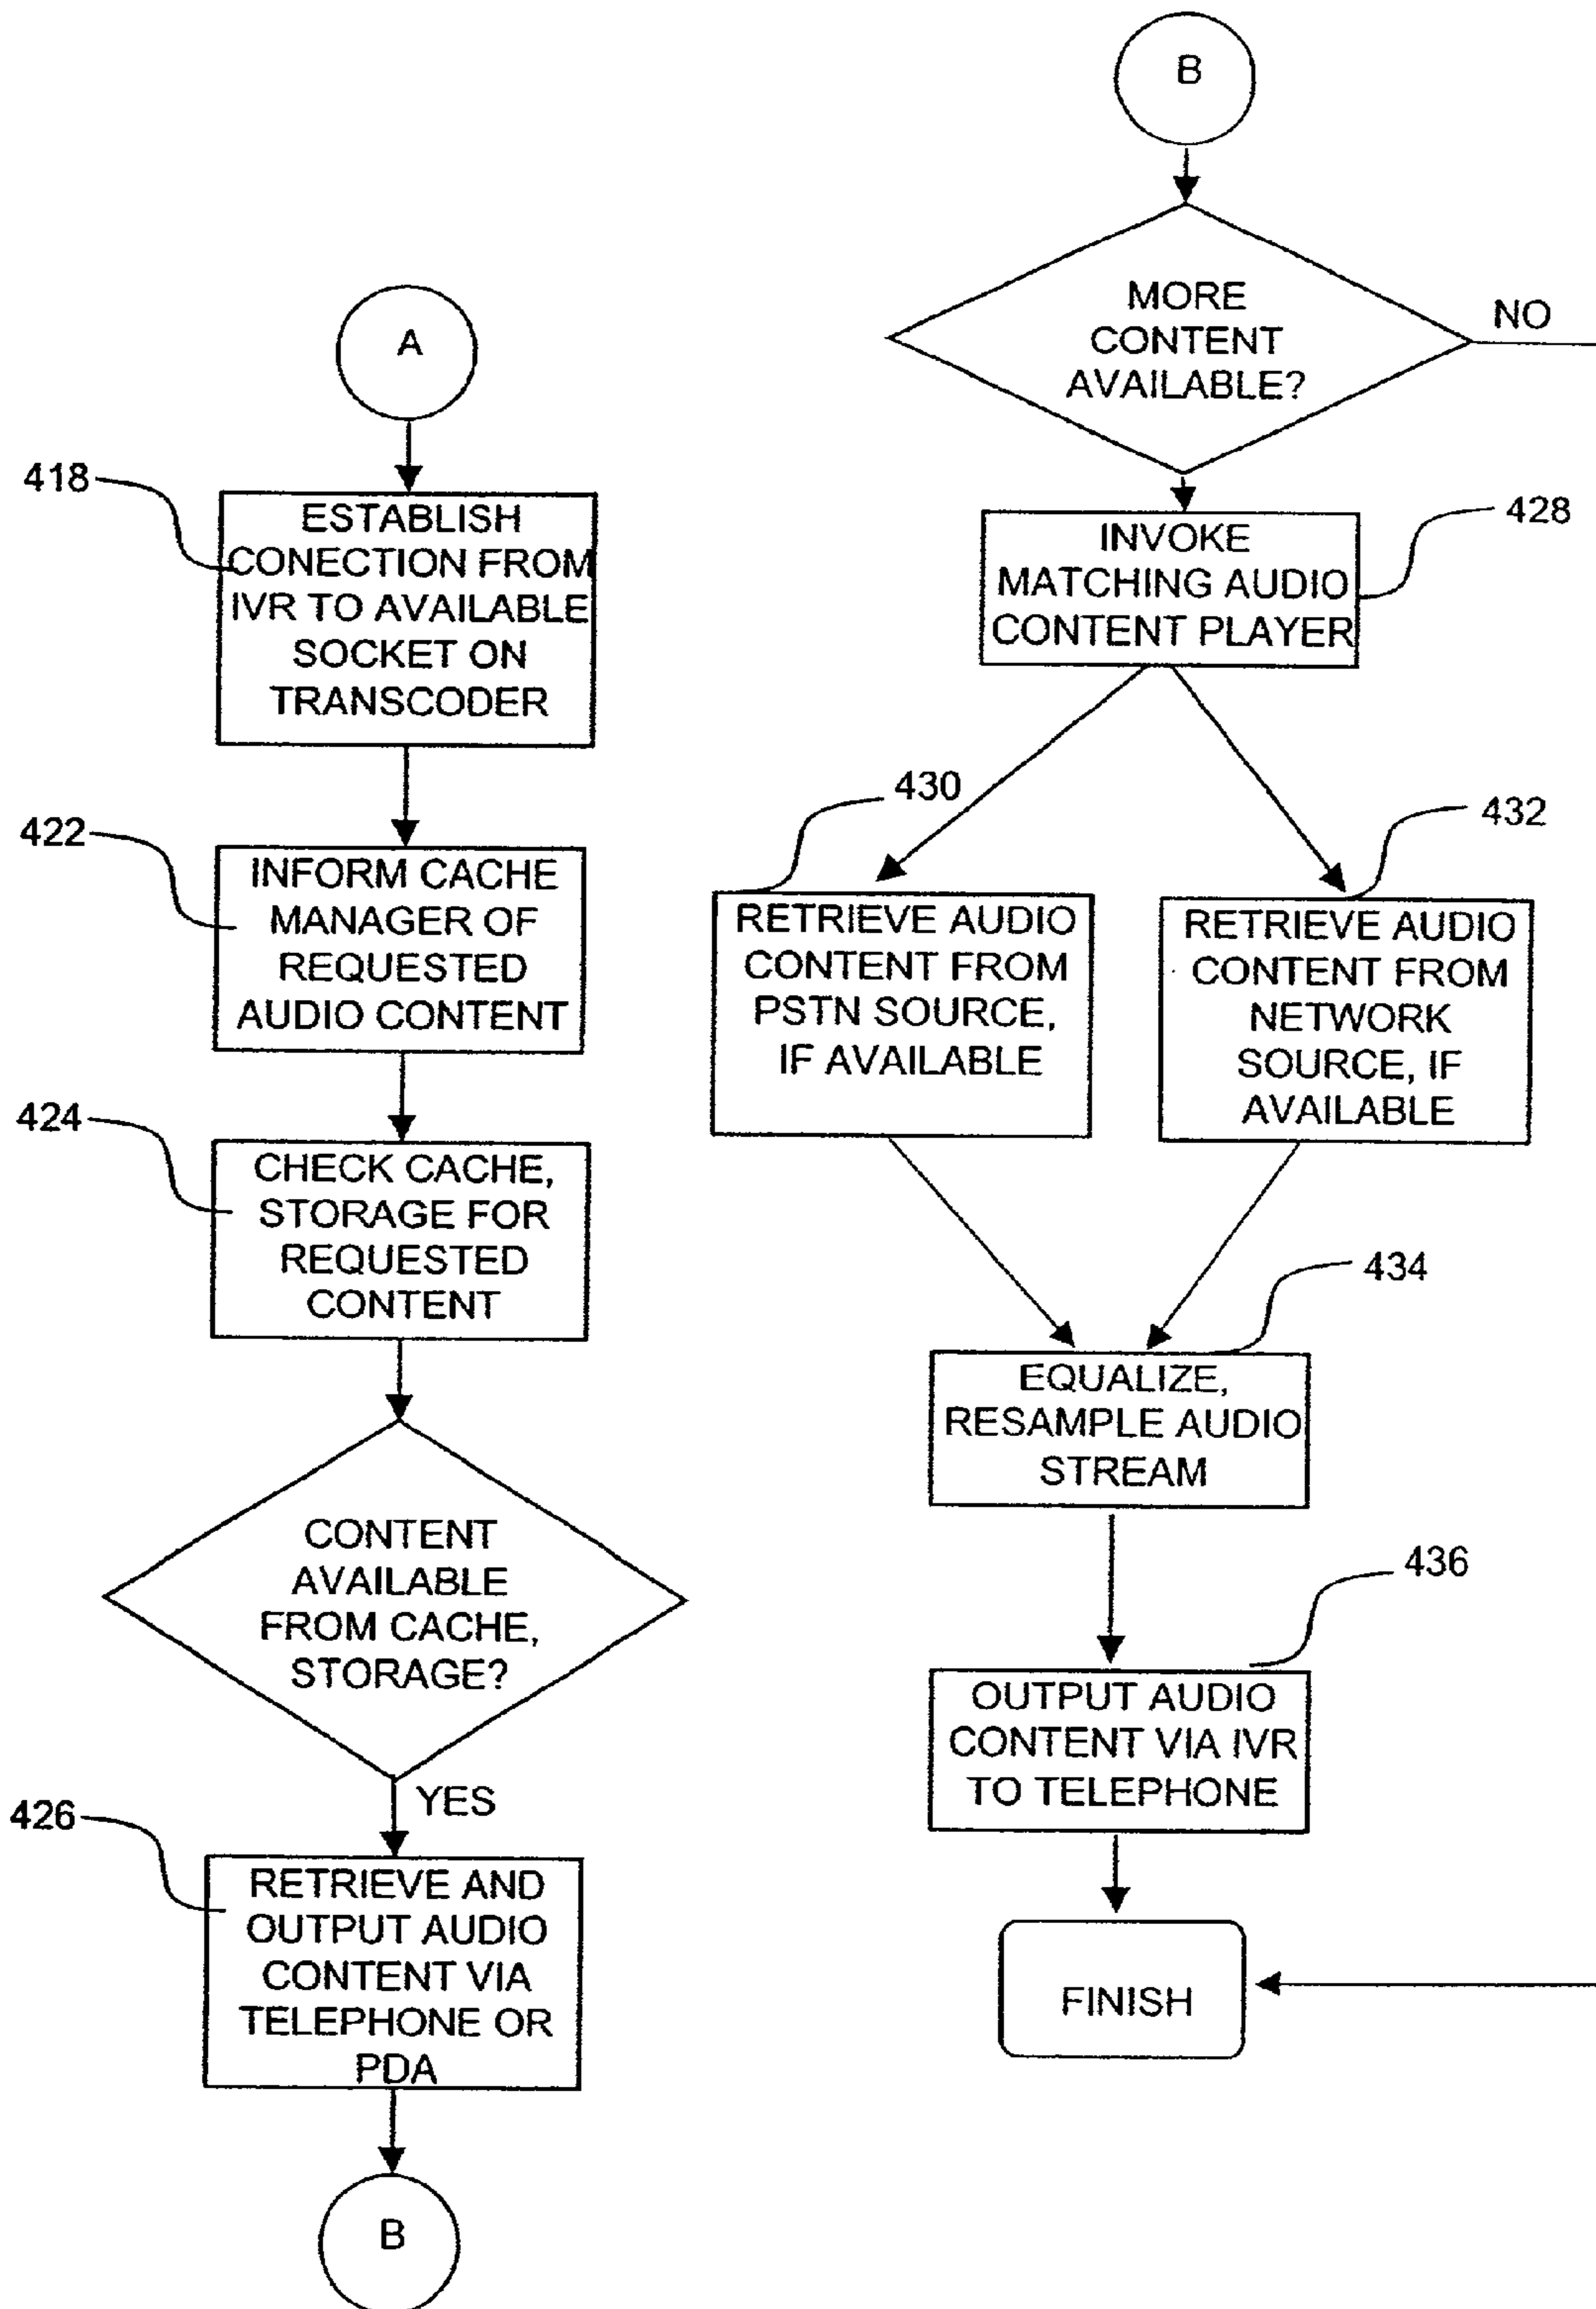 A
418
ESTABLISH
CONECTION FROM
IVR TO AVAILABLE
SOCKET ON
TRANSCODER
422
INFORM CACHE
MANAGER OF
REQUESTED
AUDIO CONTENT
424
CHECK CACHE,
STORAGE FOR
REQUESTED
CONTENT
CONTENT
AVAILABLE
FROM CACHE,
STORAGE?
YES
426
RETRIEVE AND
OUTPUT AUDIO
CONTENT VIA
TELEPHONE OR
PDA
B
B
MORE
CONTENT
AVAILABLE?
NO
428
INVOKE
MATCHING AUDIO
CONTENT PLAYER
430
RETRIEVE AUDIO
CONTENT FROM
PSTN SOURCE,
IF AVAILABLE
432
RETRIEVE AUDIO
CONTENT FROM
NETWORK
SOURCE, IF
AVAILABLE
434
EQUALIZE,
RESAMPLE AUDIO
STREAM
436
OUTPUT AUDIO
CONTENT VIA IVR
TO TELEPHONE
FINISH